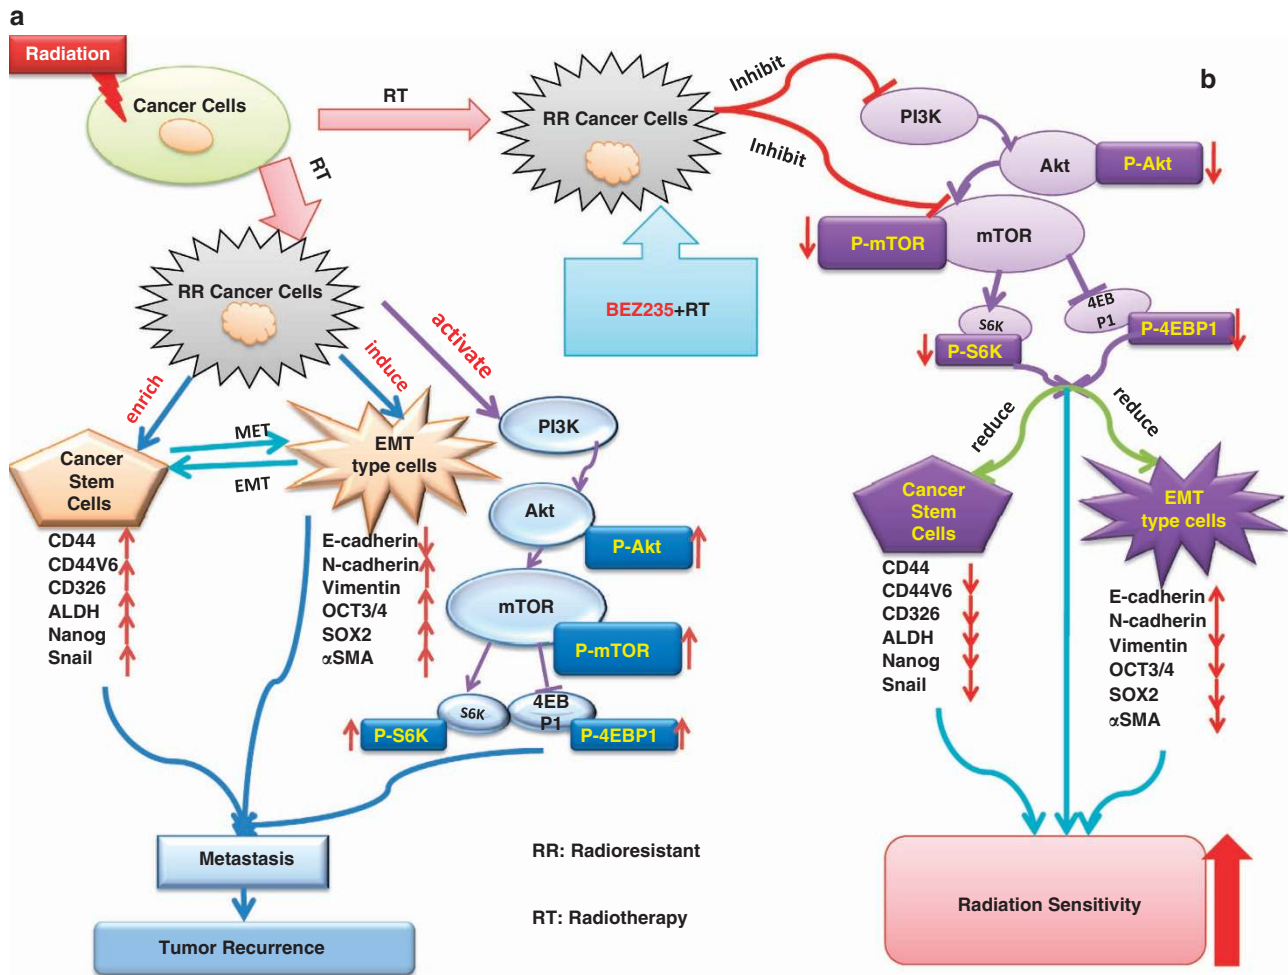 a
Radiation
Cancer Cells
RT
RT
RR Cancer Cells
BEZ235+RT
RR Cancer Cells
enrich
induce
activate
MET
EMT
Cancer
Stem
Cells
CD44
CD44V6
CD326
ALDH
Nanog
Snail
EMT
type cells
E-cadherin
N-cadherin
Vimentin
OCT3/4
SOX2
αSMA
PI3K
Akt
P-Akt
mTOR
P-mTOR
S6K
P-S6K
4EB
P1
P-4EBP1
Metastasis
Tumor Recurrence
RR: Radioresistant
RT: Radiotherapy
b
Inhibit
Inhibit
PI3K
Akt
P-Akt
P-mTOR
mTOR
S6K
P-S6K
4EB
P1
P-4EBP1
reduce
reduce
Cancer
Stem
Cells
CD44
CD44V6
CD326
ALDH
Nanog
Snail
EMT
type cells
E-cadherin
N-cadherin
Vimentin
OCT3/4
SOX2
αSMA
Radiation Sensitivity